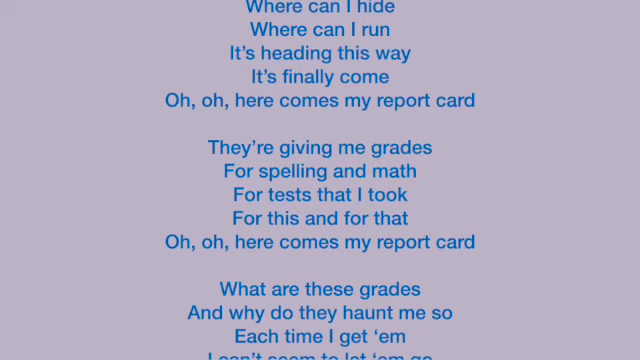 Where can I hide
Where can I run
It's heading this way
It's finally come
Oh, oh, here comes my report card
They're giving me grades
For spelling and math
For tests that I took
For this and for that
Oh, oh, here comes my report card
What are these grades
And why do they haunt me so
Each time I get ‘em
I can't seem to let ‘em go